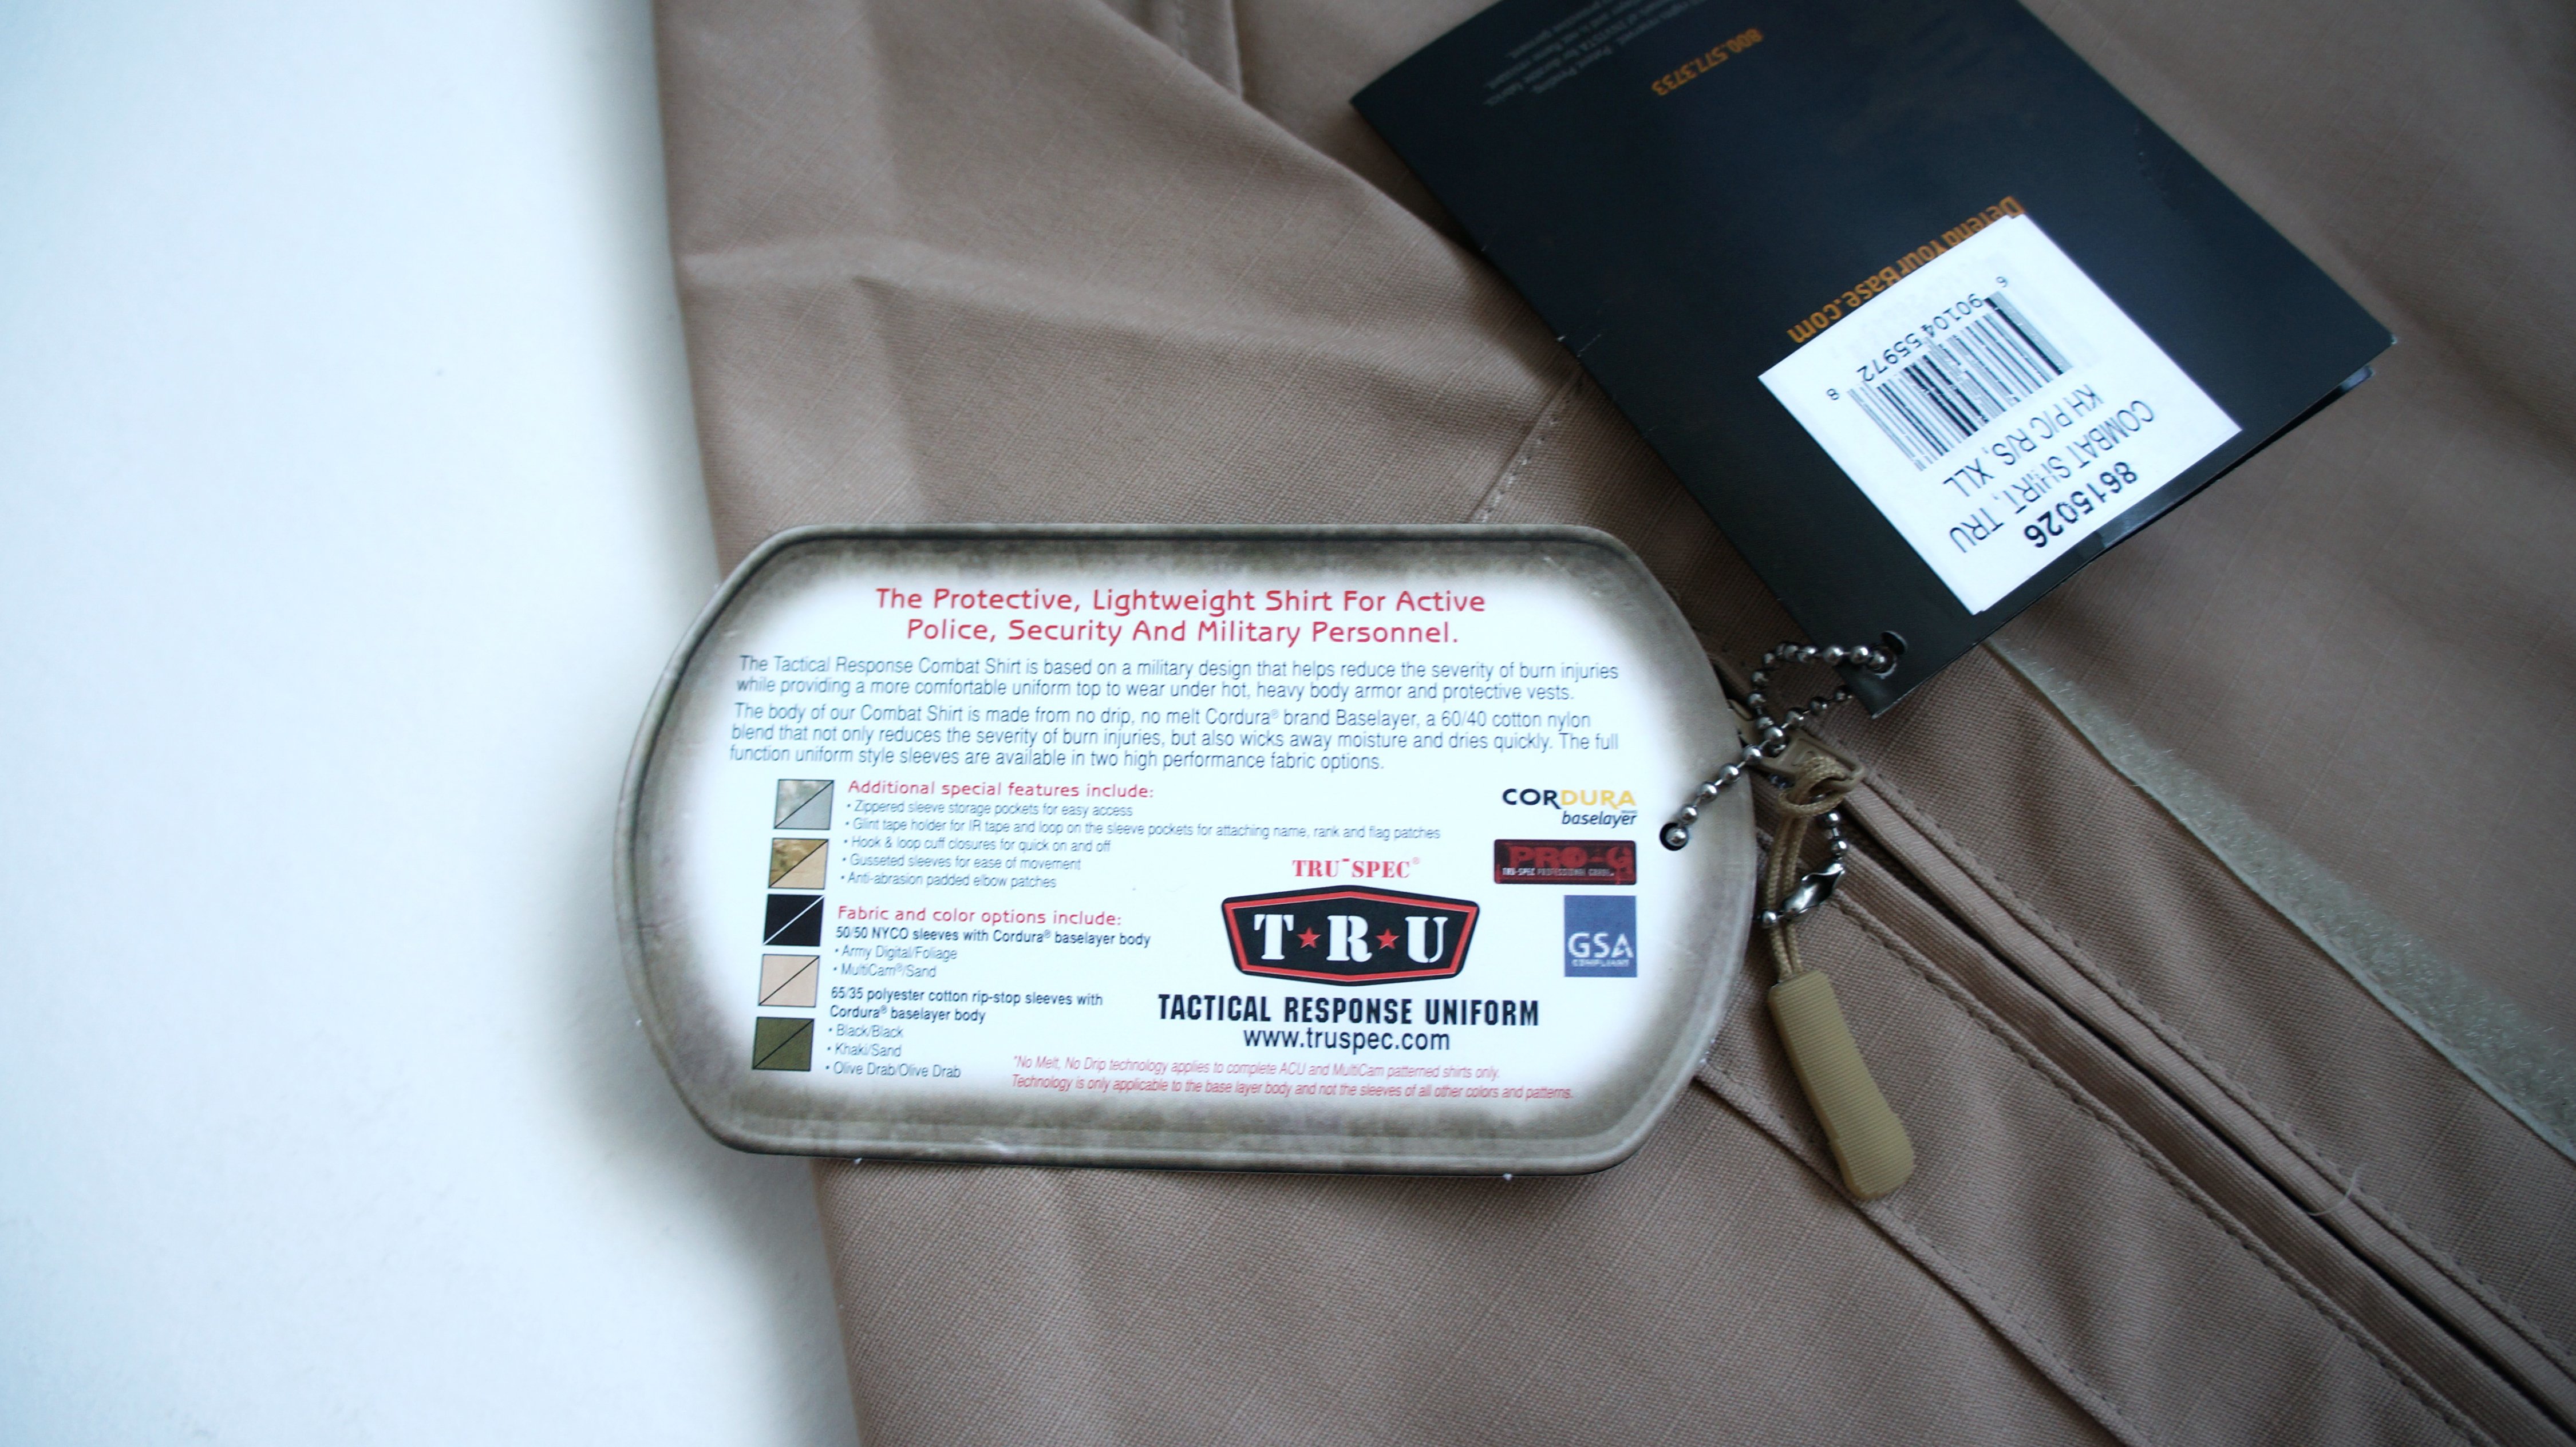 The Protective, Lightweight Shirt For Active
Police, Security And Military Personnel.
The Tactical Response Combat Shirt is based on a military design that helps reduce the severity of burn injuries
while providing a more comfortable uniform top to wear under hot, heavy body armor and protective vests.
The body of our Combat Shirt is made from no drip, no melt Cordura® brand Baselayer, a 60/40 cotton nylon
blend that not only reduces the severity of burn injuries, but also wicks away moisture and dries quickly. The full
function uniform style sleeves are available in two high performance fabric options.
Additional special features include:
• Zippered sleeve storage pockets for easy access
• Glint tape holder for IR tape and loop on the sleeve pockets for attaching name, rank and flag patches
• Hook & loop cuff closures for quick on and off
• Gusseted sleeves for ease of movement
• Anti-abrasion padded elbow patches
Fabric and color options include:
50/50 NYCO sleeves with Cordura® baselayer body
• Army Digital/Foliage
• MultiCam®/Sand
65/35 polyester cotton rip-stop sleeves with
Cordura® baselayer body
• Black/Black
• Khaki/Sand
• Olive Drab/Olive Drab
CORDURA
baselayer
PRO-G
TRU-SPEC PROFESSIONAL GRADE
GSA
COMPLIANT
TRU-SPEC®
T★R★U
TACTICAL RESPONSE UNIFORM
www.truspec.com
*No Melt, No Drip technology applies to complete ACU and MultiCam patterned shirts only.
Technology is only applicable to the base layer body and not the sleeves of all other colors and patterns.
8615026
COMBAT SHIRT, TRU
KH P/C R/S, XLL
6 90104 55972 8
DefendYourBase.com
800.577.3733